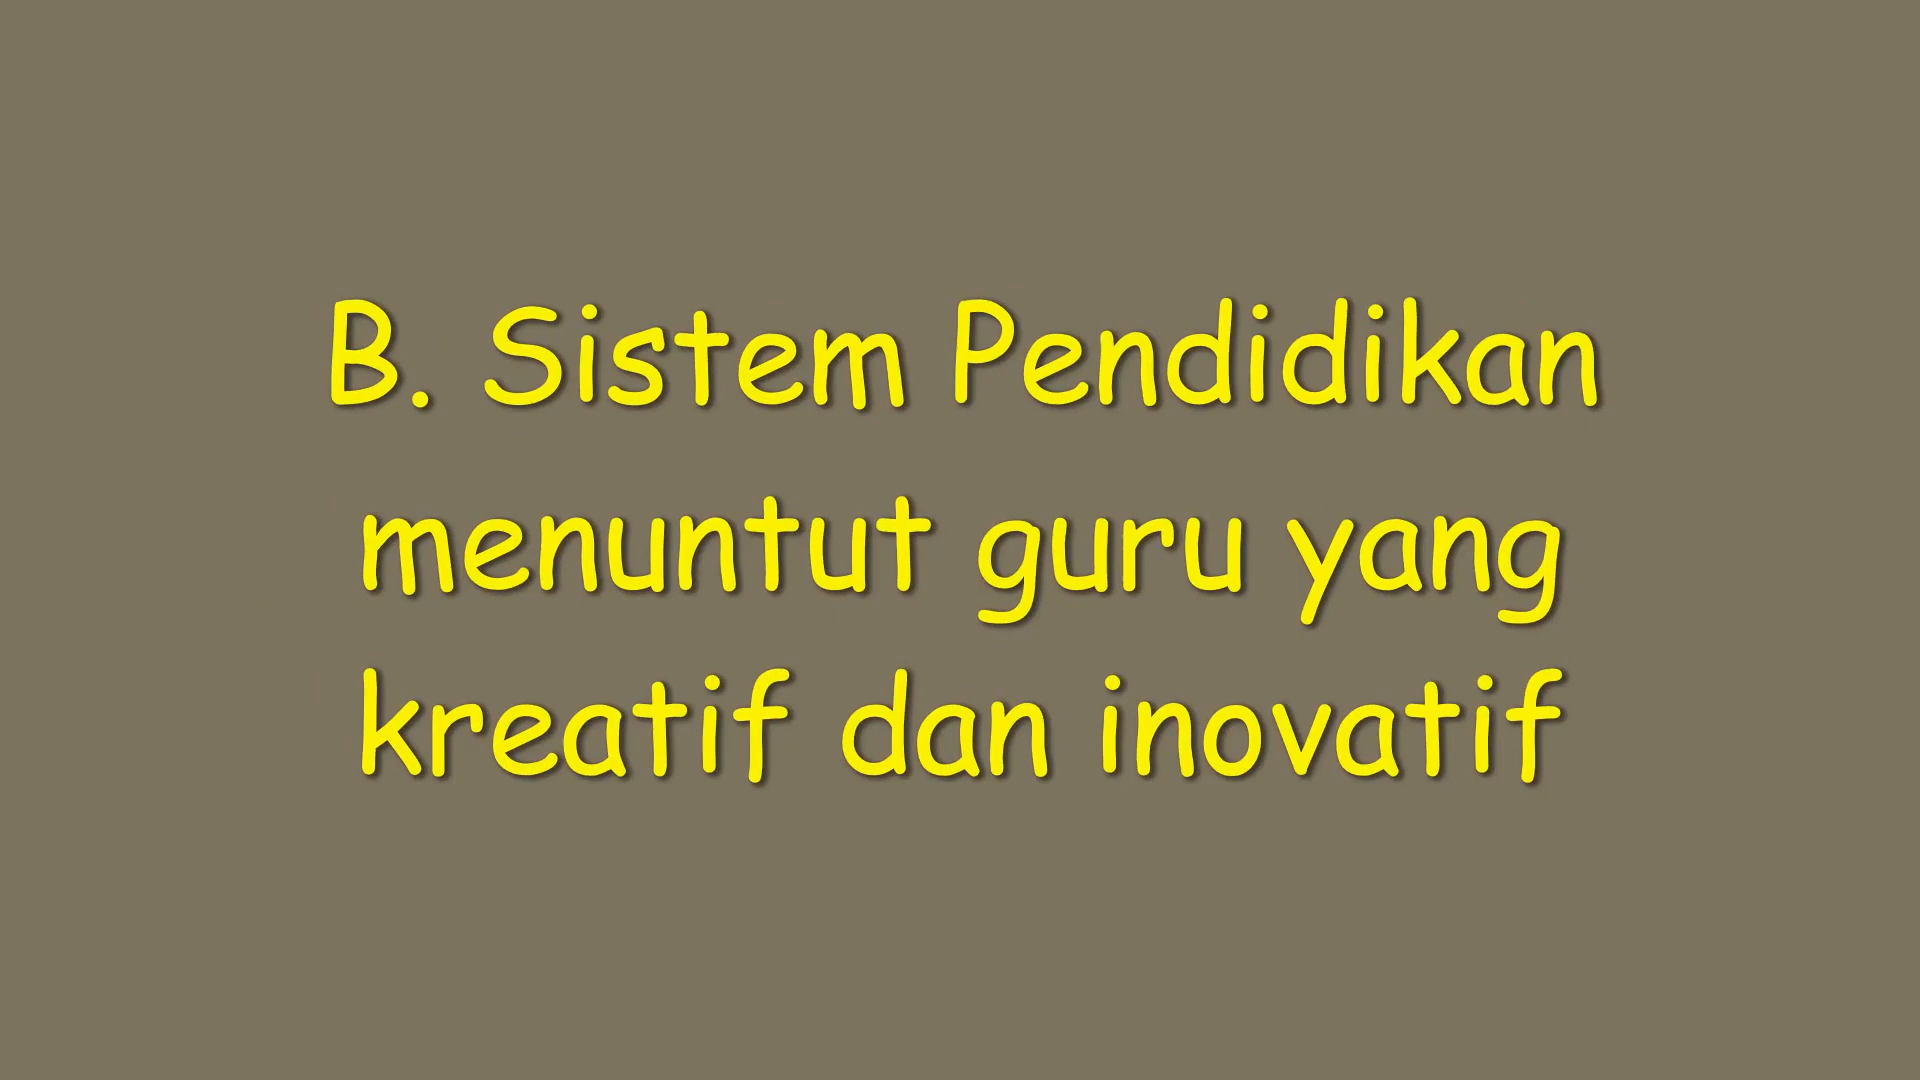 B. Sistem Pendidikan
menuntut guru yang
kreatif dan inovatif